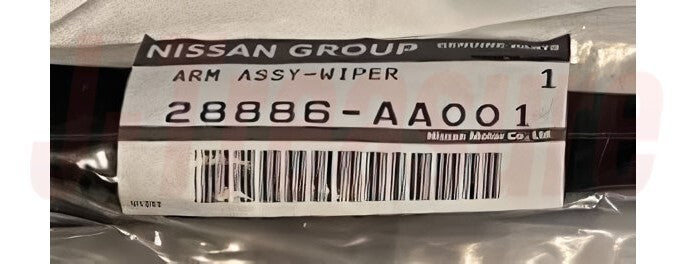 NISSAN GROUP GENUINE PARTS
ARM ASSY-WIPER 1
28886-AA001
Nissan Motor Co., Ltd.